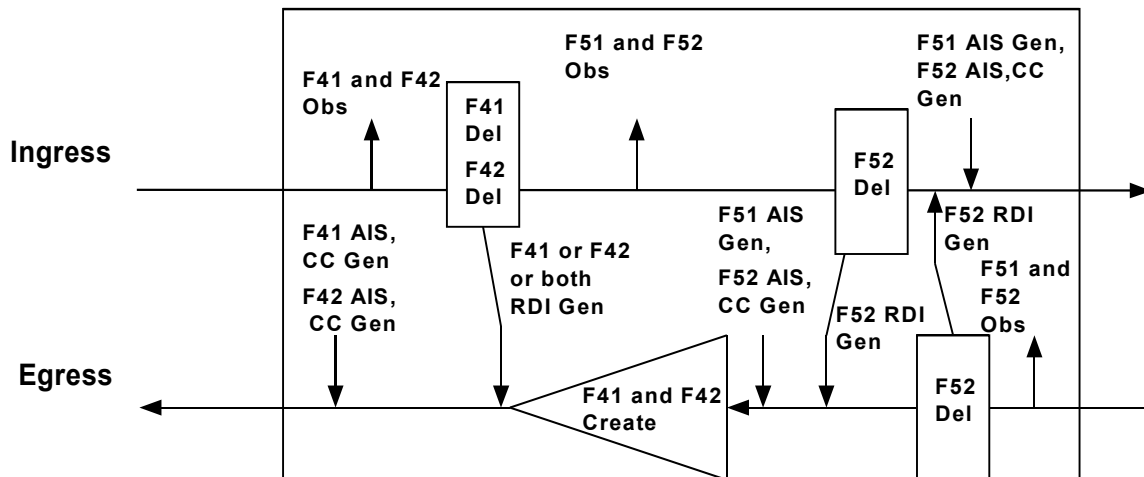 F41 and F42
Obs
F41
Del
F42
Del
F51 and F52
Obs
F52
Del
F51 AIS Gen,
F52 AIS,CC
Gen
Ingress
F41 AIS,
CC Gen
F42 AIS,
CC Gen
F41 or F42
or both
RDI Gen
F51 AIS
Gen,
F52 AIS,
CC Gen
F52 RDI
Gen
F52 RDI
Gen
F51 and
F52
Obs
Egress
F41 and F42
Create
F52
Del